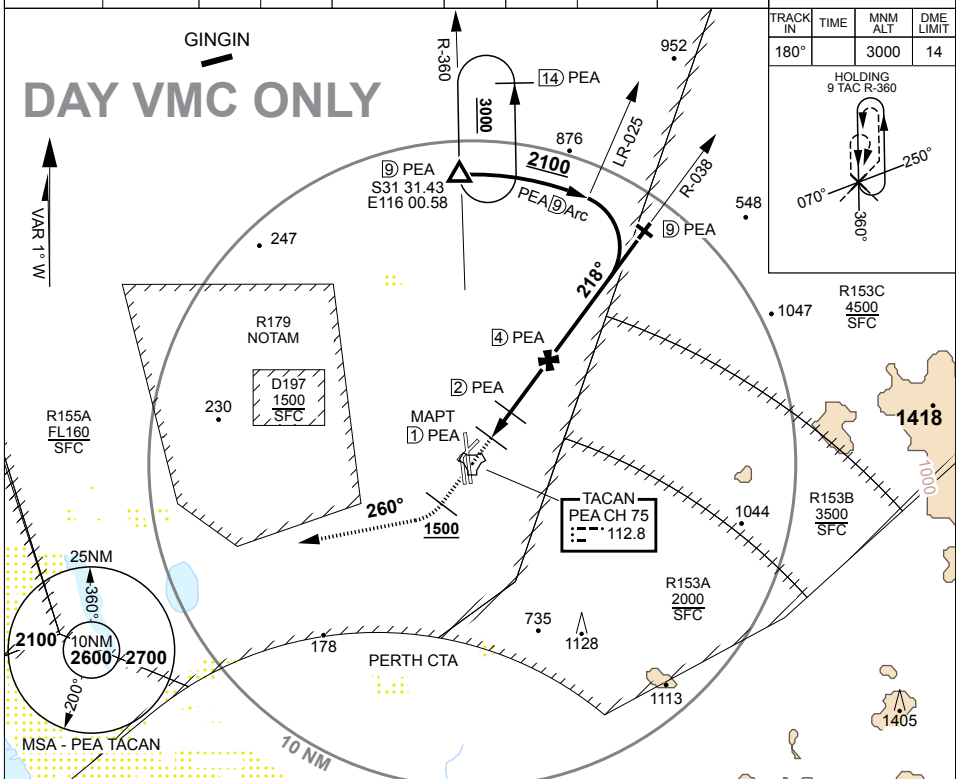 TRACK IN TIME MNM ALT DME LIMIT
180° 3000 14
HOLDING
9 TAC R-360
250°
070°
360°
GINGIN
DAY VMC ONLY
R-360
952
14 PEA
3000
VAR 1° W
9 PEA
S31 31.43
E116 00.58
876
2100
LR-025
PEA 9 Arc
R-038
548
9 PEA
247
218°
R179
NOTAM
D197
1500
SFC
230
1047
R153C
4500
SFC
4 PEA
2 PEA
R155A
FL160
SFC
MAPT
1 PEA
1418
1000
260°
1500
TACAN
PEA CH 75
112.8
1044
R153B
3500
SFC
R153A
2000
SFC
25NM
360°
2100
10NM
2600
2700
200°
MSA - PEA TACAN
178
PERTH CTA
735
1128
1113
1405
10 NM